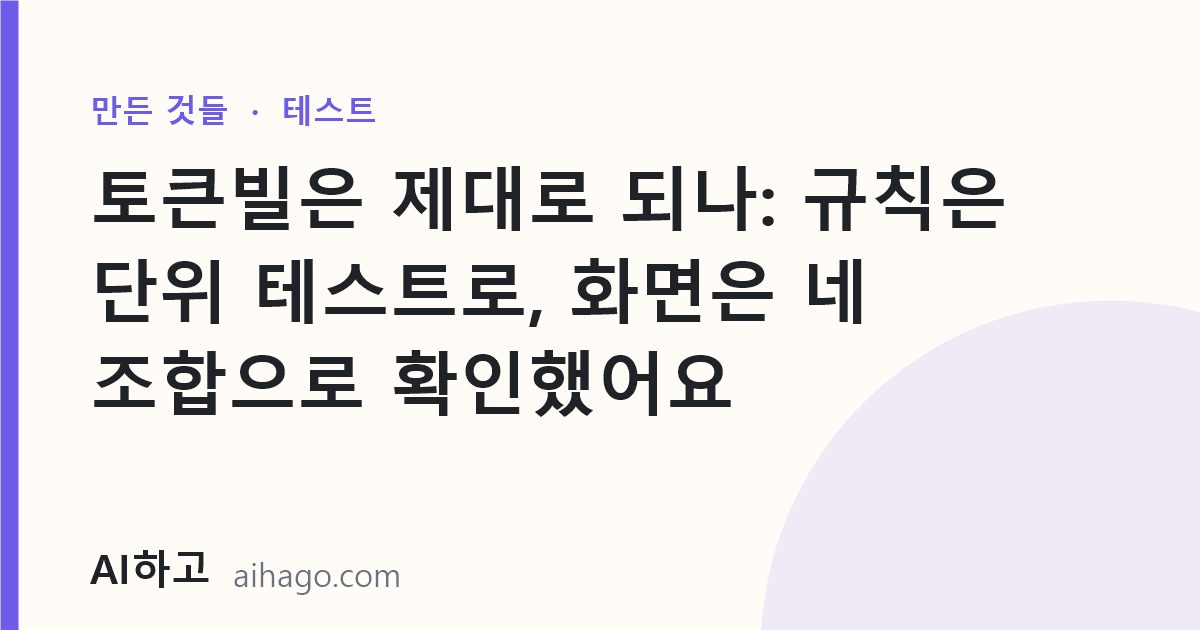 만든 것들 · 테스트
토큰빌은 제대로 되나: 규칙은
단위 테스트로, 화면은 네
조합으로 확인했어요
AI하고 aihago.com